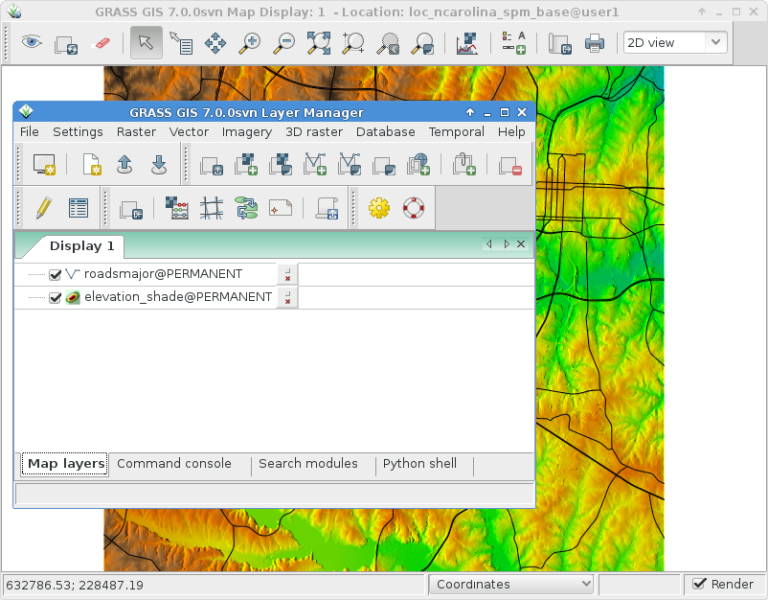 GRASS GIS 7.0.0svn Map Display: 1 - Location: loc_ncarolina_spm_base@user1
A
2D view
GRASS GIS 7.0.0svn Layer Manager
File Settings Raster Vector Imagery 3D raster Database Temporal Help
Display 1
roadsmajor@PERMANENT
elevation_shade@PERMANENT
Map layers Command console Search modules Python shell
632786.53; 228487.19 Coordinates Render